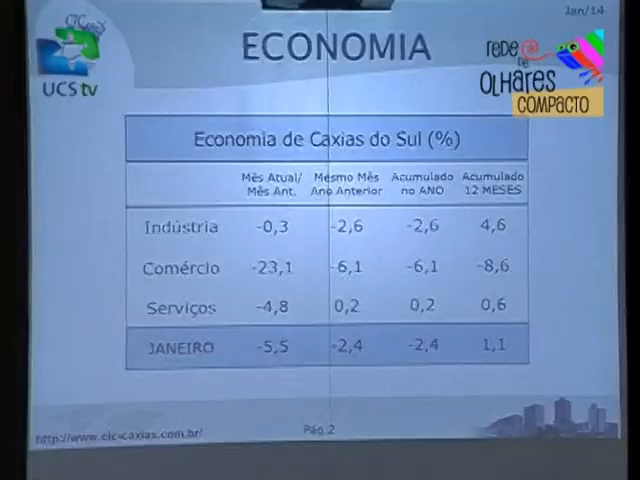 Jan/14
CIC
UCS tv
ECONOMIA
REDE DE OLHARES
COMPACTO
Economia de Caxias do Sul (%)
Mês Atual/ Mês Ant. Mesmo Mês Ano Anterior Acumulado no ANO Acumulado 12 MESES
Indústria -0,3 -2,6 -2,6 4,6
Comércio -23,1 -6,1 -6,1 -8,6
Serviços -4,8 0,2 0,2 0,6
JANEIRO -5,5 -2,4 -2,4 1,1
http://www.cic-caxias.com.br/
Pág.2